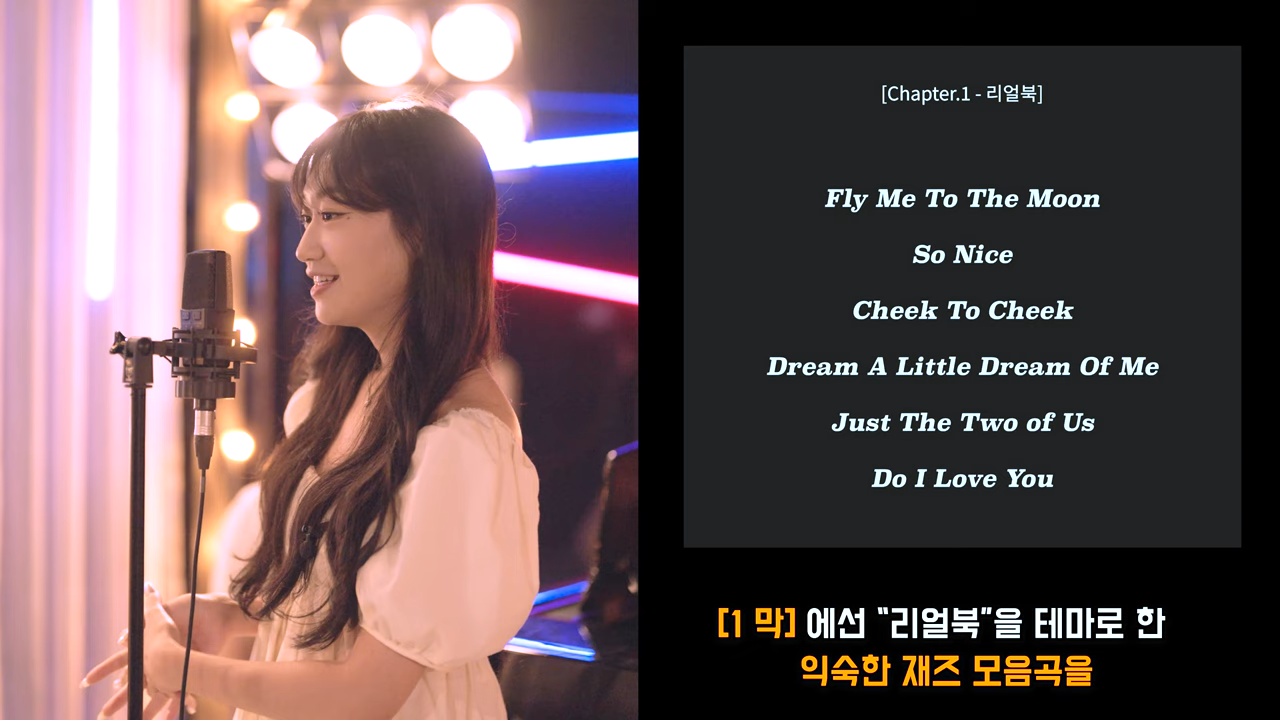 [Chapter.1 - 리얼북]
Fly Me To The Moon
So Nice
Cheek To Cheek
Dream A Little Dream Of Me
Just The Two of Us
Do I Love You
[1 막] 에선 "리얼북"을 테마로 한
익숙한 재즈 모음곡을